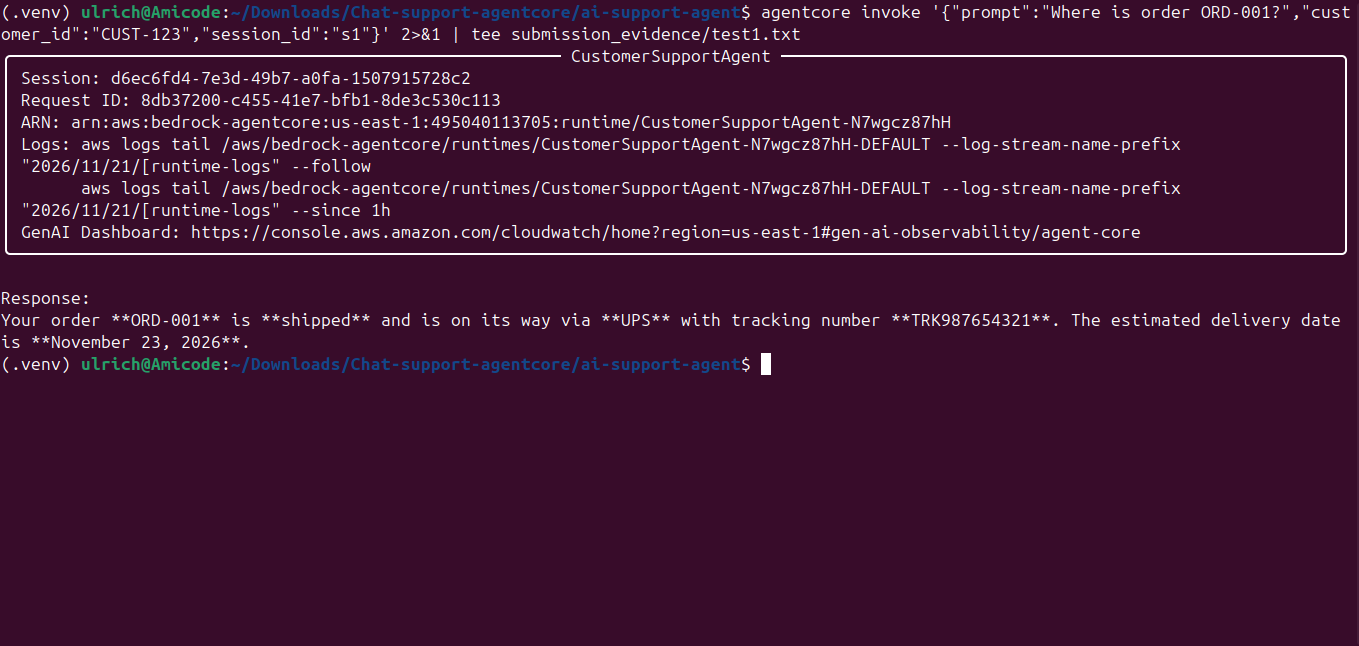 (.venv) ulrich@Amicode:~/Downloads/Chat-support-agentcore/ai-support-agent$ agentcore invoke '{"prompt":"Where is order ORD-001?","cust
omer_id":"CUST-123","session_id":"s1"}' 2>&1 | tee submission_evidence/test1.txt
CustomerSupportAgent
Session: d6ec6fd4-7e3d-49b7-a0fa-1507915728c2
Request ID: 8db37200-c455-41e7-bfb1-8de3c530c113
ARN: arn:aws:bedrock-agentcore:us-east-1:495040113705:runtime/CustomerSupportAgent-N7wgcz87hH
Logs: aws logs tail /aws/bedrock-agentcore/runtimes/CustomerSupportAgent-N7wgcz87hH-DEFAULT --log-stream-name-prefix
"2026/11/21/[runtime-logs" --follow
aws logs tail /aws/bedrock-agentcore/runtimes/CustomerSupportAgent-N7wgcz87hH-DEFAULT --log-stream-name-prefix
"2026/11/21/[runtime-logs" --since 1h
GenAI Dashboard: https://console.aws.amazon.com/cloudwatch/home?region=us-east-1#gen-ai-observability/agent-core
Response:
Your order **ORD-001** is **shipped** and is on its way via **UPS** with tracking number **TRK987654321**. The estimated delivery date
is **November 23, 2026**.
(.venv) ulrich@Amicode:~/Downloads/Chat-support-agentcore/ai-support-agent$